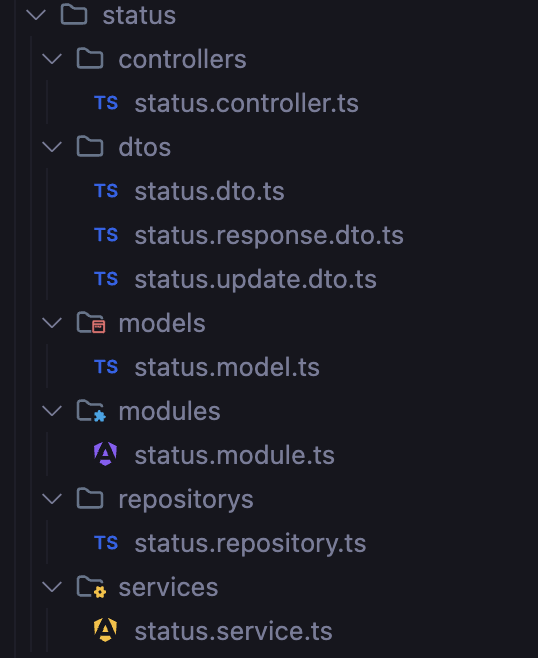 status
controllers
TS status.controller.ts
dtos
TS status.dto.ts
TS status.response.dto.ts
TS status.update.dto.ts
models
TS status.model.ts
modules
status.module.ts
repositorys
TS status.repository.ts
services
status.service.ts